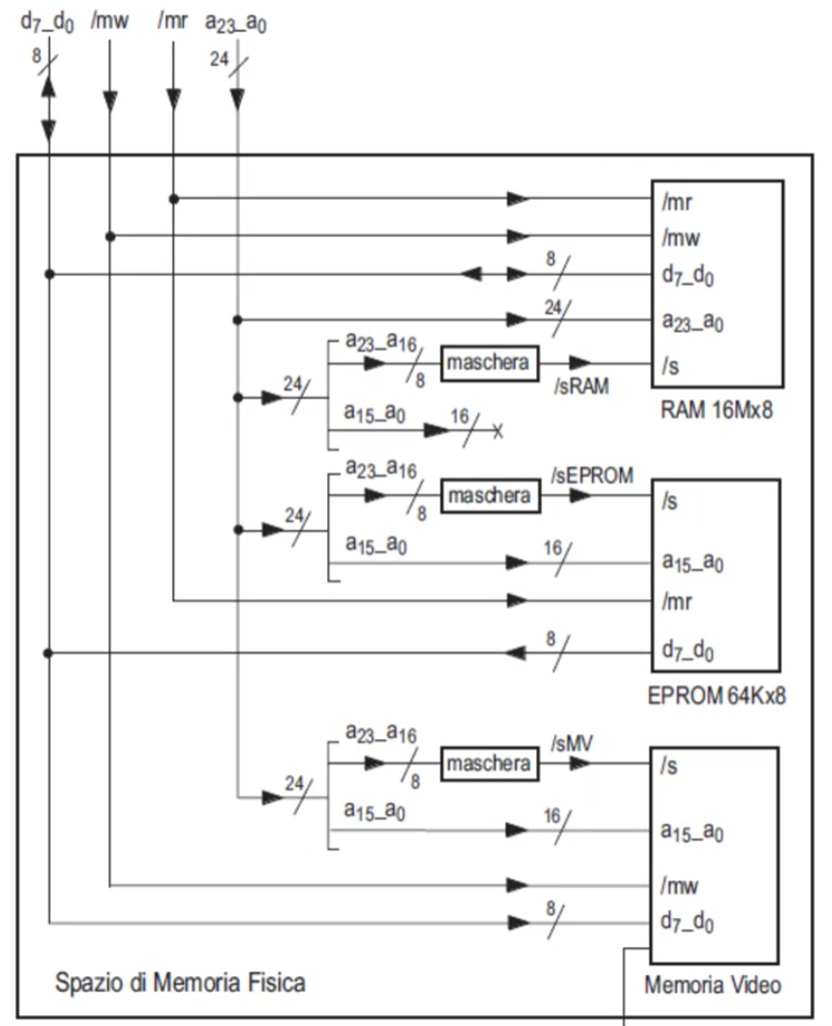 d7_d0 /mw /mr a23_a0
8 24
/mr
/mw
8
d7_d0
24
a23_a0
a23_a16
8
maschera
/sRAM
/s
RAM 16Mx8
24
a15_a0
16
a23_a16
8
maschera
/sEPROM
/s
24
a15_a0
16
a15_a0
/mr
8
d7_d0
EPROM 64Kx8
a23_a16
8
maschera
/sMV
/s
24
a15_a0
16
a15_a0
/mw
8
d7_d0
Spazio di Memoria Fisica
Memoria Video